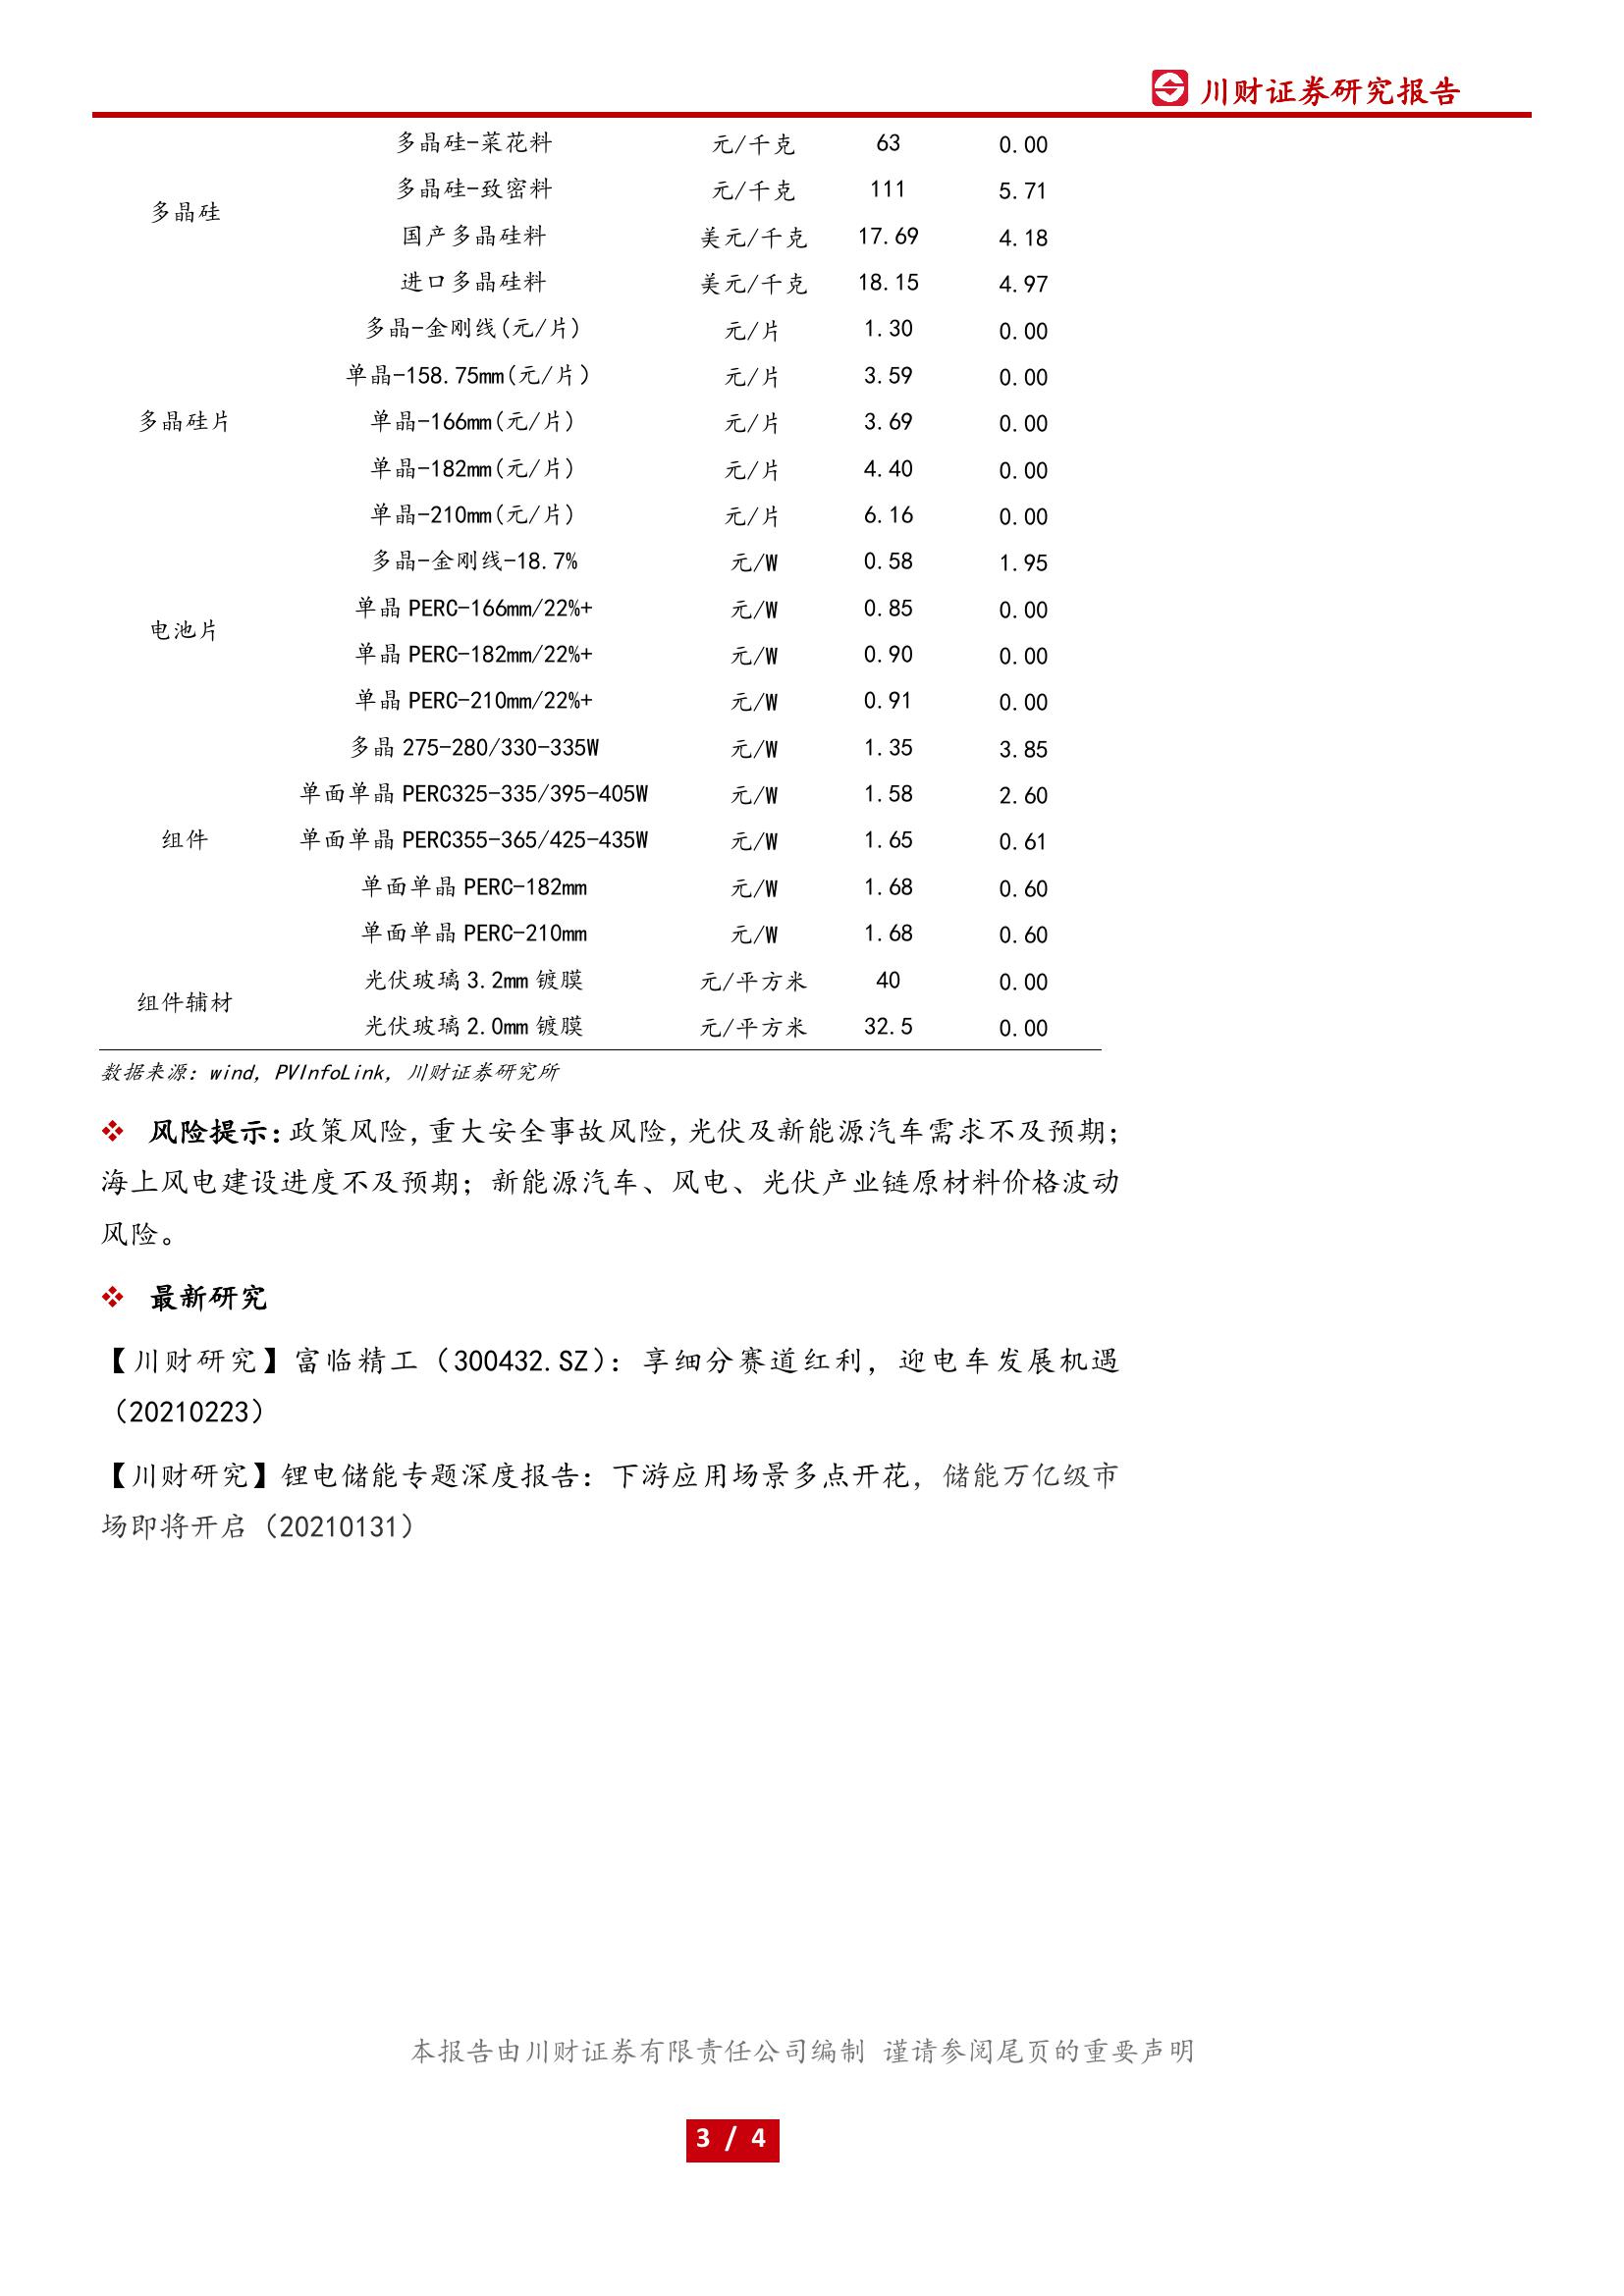 川财证券研究报告
多晶硅-菜花料 元/千克 63 0.00
多晶硅-致密料 元/千克 111 5.71
多晶硅
国产多晶硅料 美元/千克 17.69 4.18
进口多晶硅料 美元/千克 18.15 4.97
多晶-金刚线(元/片) 元/片 1.30 0.00
单晶-158.75mm(元/片) 元/片 3.59 0.00
多晶硅片 单晶-166mm(元/片) 元/片 3.69 0.00
单晶-182mm(元/片) 元/片 4.40 0.00
单晶-210mm(元/片) 元/片 6.16 0.00
多晶-金刚线-18.7% 元/W 0.58 1.95
单晶 PERC-166mm/22%+ 元/W 0.85 0.00
电池片
单晶 PERC-182mm/22%+ 元/W 0.90 0.00
单晶 PERC-210mm/22%+ 元/W 0.91 0.00
多晶 275-280/330-335W 元/W 1.35 3.85
单面单晶 PERC325-335/395-405W 元/W 1.58 2.60
组件 单面单晶 PERC355-365/425-435W 元/W 1.65 0.61
单面单晶 PERC-182mm 元/W 1.68 0.60
单面单晶 PERC-210mm 元/W 1.68 0.60
光伏玻璃 3.2mm 镀膜 元/平方米 40 0.00
组件辅材
光伏玻璃 2.0mm 镀膜 元/平方米 32.5 0.00
数据来源：wind, PVInfoLink, 川财证券研究所
❖ 风险提示：政策风险，重大安全事故风险，光伏及新能源汽车需求不及预期；
海上风电建设进度不及预期；新能源汽车、风电、光伏产业链原材料价格波动
风险。
❖ 最新研究
【川财研究】富临精工（300432.SZ）：享细分赛道红利，迎电车发展机遇
（20210223）
【川财研究】锂电储能专题深度报告：下游应用场景多点开花，储能万亿级市
场即将开启（20210131）
本报告由川财证券有限责任公司编制 谨请参阅尾页的重要声明
3 / 4